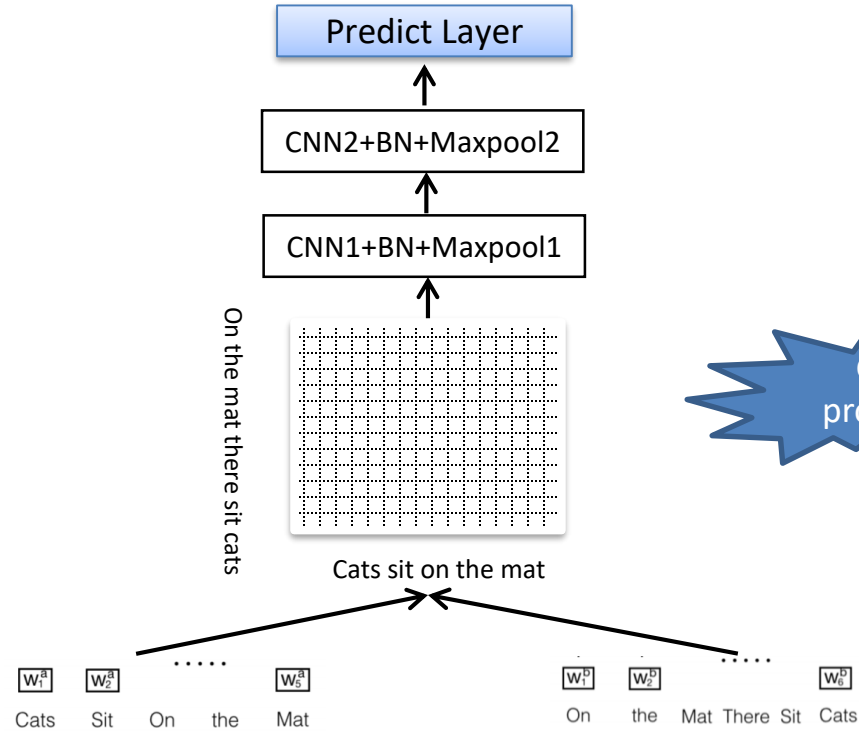 Predict Layer
CNN2+BN+Maxpool2
CNN1+BN+Maxpool1
On the mat there sit cats
Cats sit on the mat
.....
.....
w₁ᵃ w₂ᵃ w₅ᵃ
w₁ᵇ w₂ᵇ w₆ᵇ
Cats Sit On the Mat
On the Mat There Sit Cats